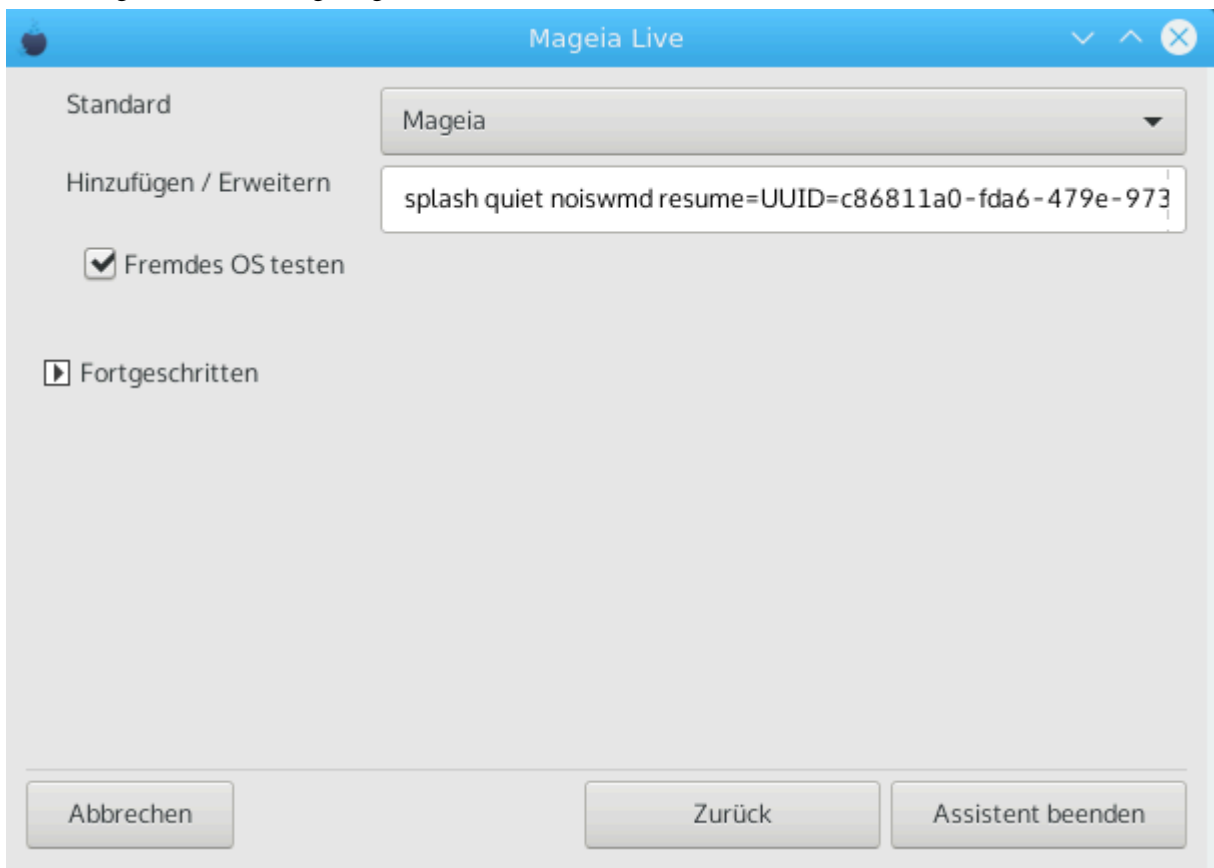 Mageia Live
Standard
Mageia
Hinzufügen / Erweitern
splash quiet noiswmd resume=UUID=c86811a0-fda6-479e-973
Fremdes OS testen
Fortgeschritten
Abbrechen
Zurück
Assistent beenden